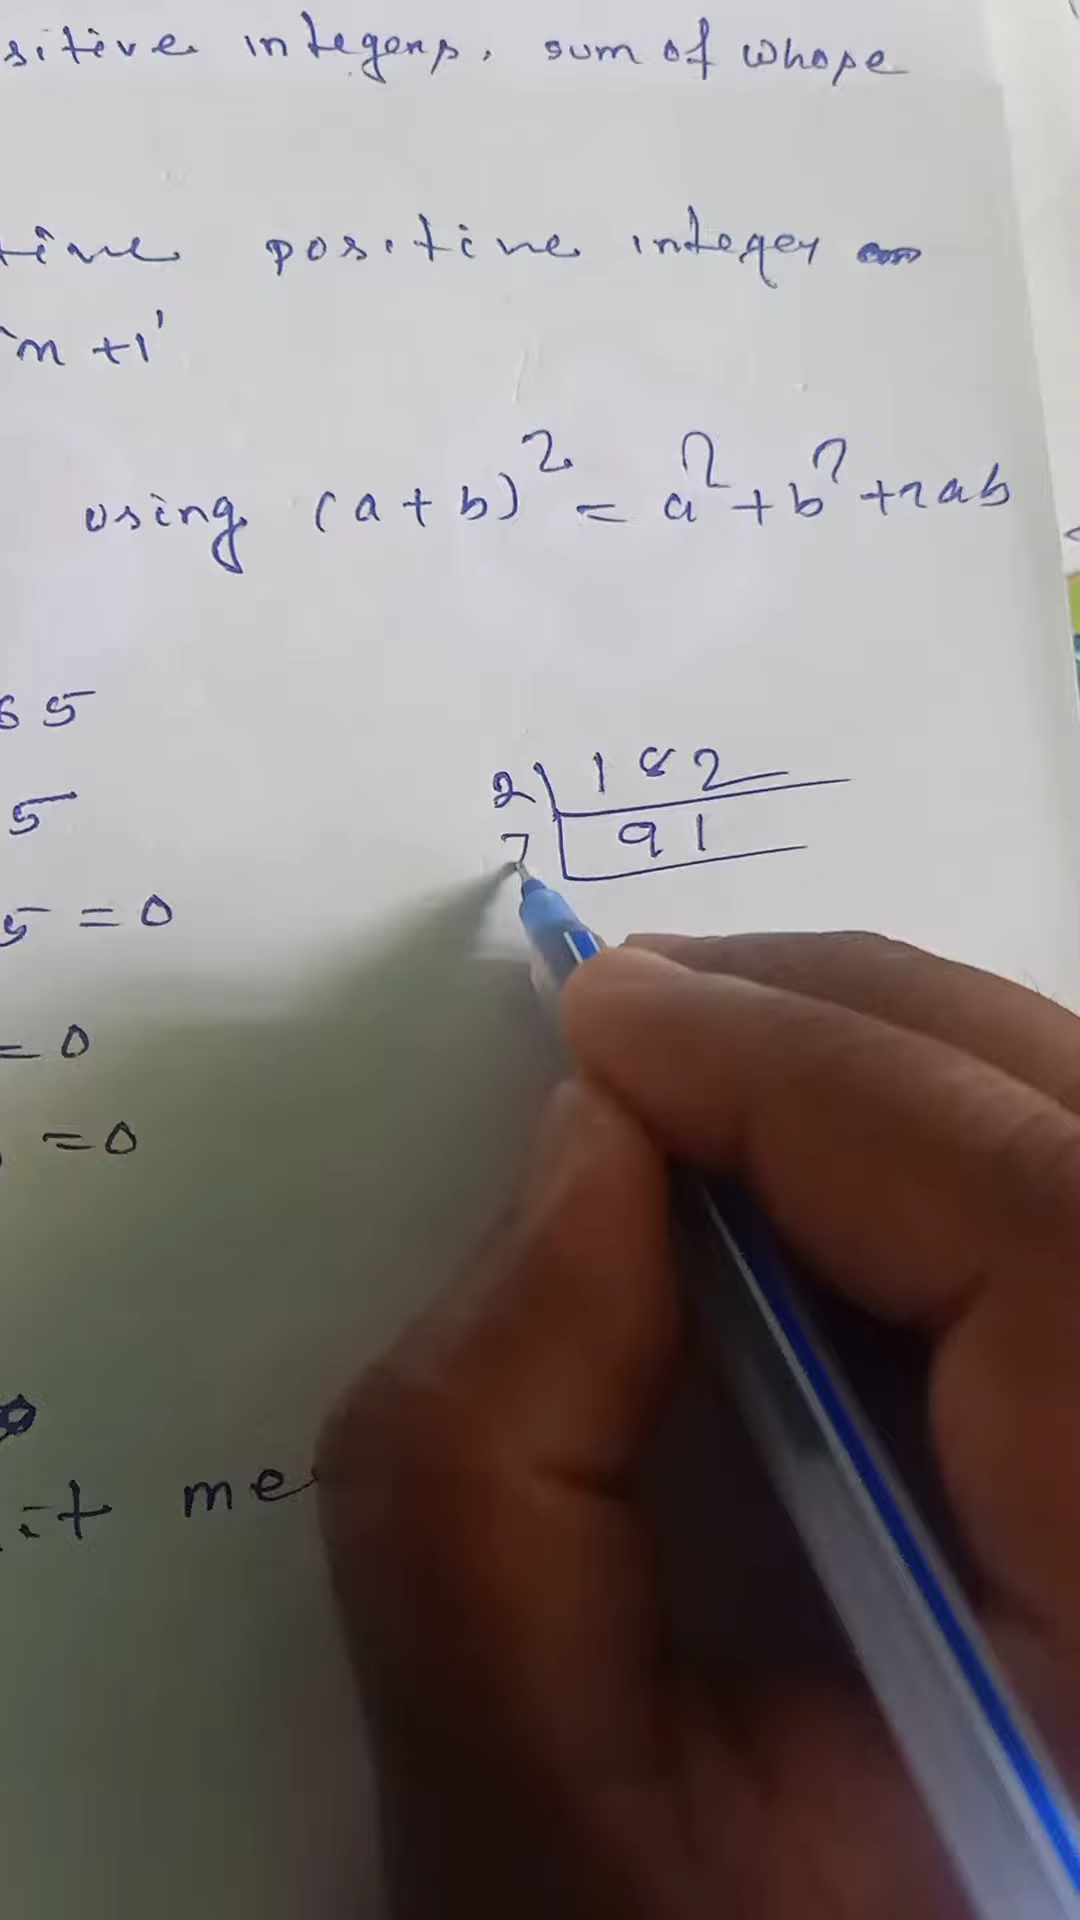 sitive integers, sum of whose
tive positive integer
'n +1'
using (a + b)² = a² + b² + 2ab
65
5
5 = 0
= 0
= 0
2 182
7 91
it me